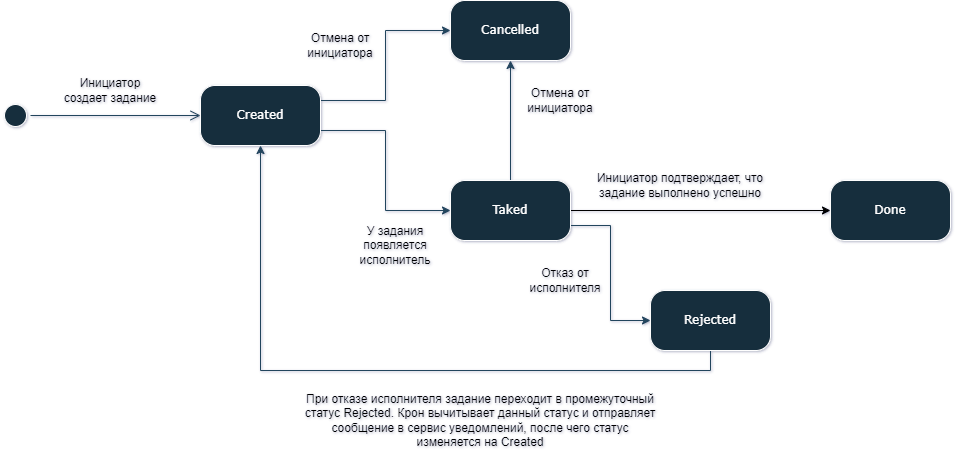 Cancelled
Отмена от
инициатора
Инициатор
создает задание
Created
Отмена от
инициатора
Инициатор подтверждает, что
задание выполнено успешно
Taked
Done
У задания
появляется
исполнитель
Отказ от
исполнителя
Rejected
При отказе исполнителя задание переходит в промежуточный
статус Rejected. Крон вычитывает данный статус и отправляет
сообщение в сервис уведомлений, после чего статус
изменяется на Created